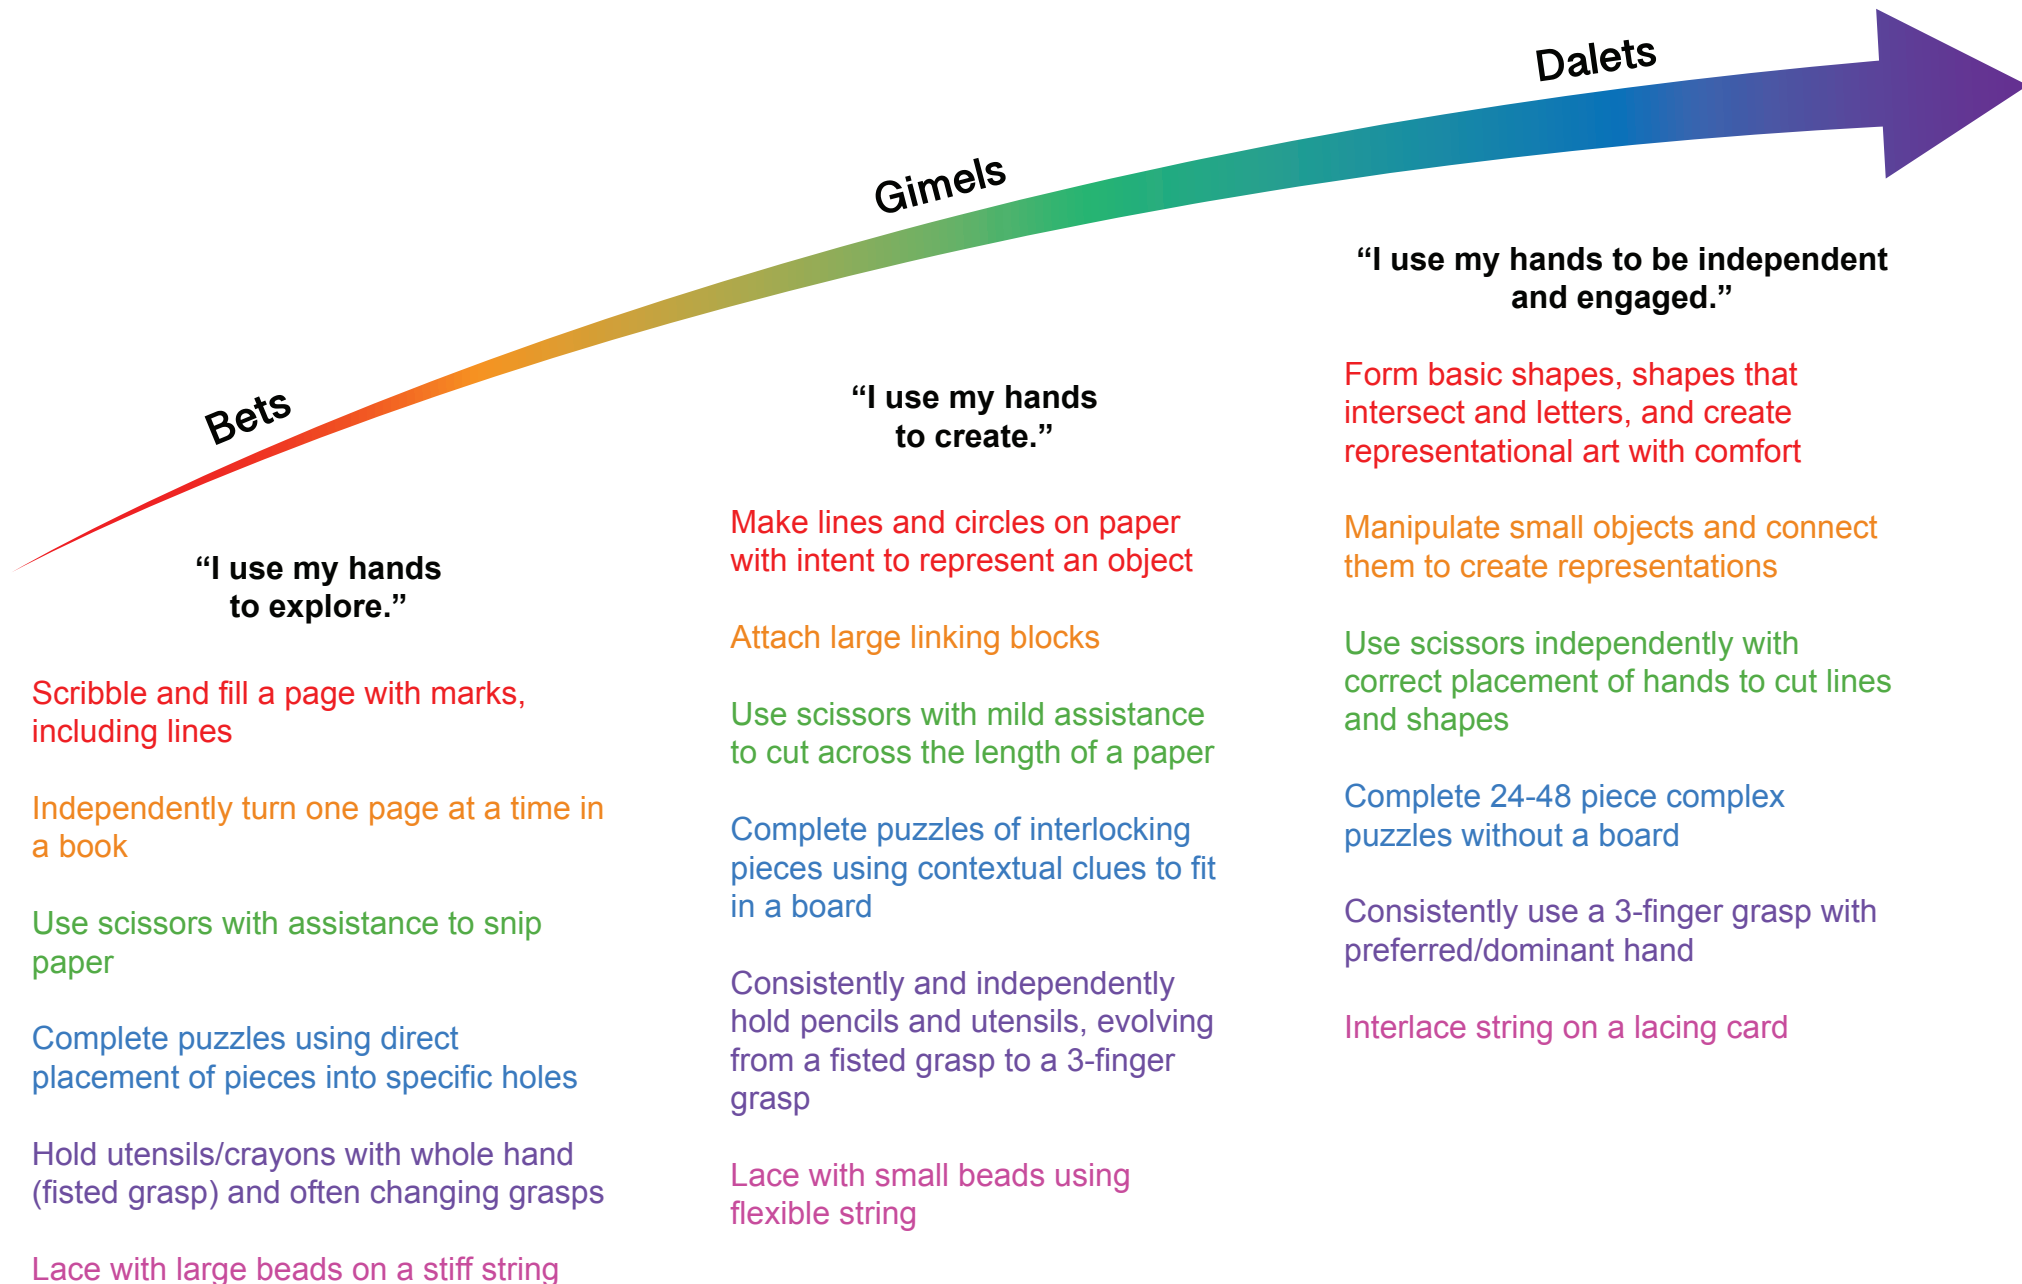 Bets
“I use my hands
to explore.”
Scribble and fill a page with marks,
including lines
Independently turn one page at a time in
a book
Use scissors with assistance to snip
paper
Complete puzzles using direct
placement of pieces into specific holes
Hold utensils/crayons with whole hand
(fisted grasp) and often changing grasps
Lace with large beads on a stiff string
Gimels
“I use my hands
to create.”
Make lines and circles on paper
with intent to represent an object
Attach large linking blocks
Use scissors with mild assistance
to cut across the length of a paper
Complete puzzles of interlocking
pieces using contextual clues to fit
in a board
Consistently and independently
hold pencils and utensils, evolving
from a fisted grasp to a 3-finger
grasp
Lace with small beads using
flexible string
Dalets
“I use my hands to be independent
and engaged.”
Form basic shapes, shapes that
intersect and letters, and create
representational art with comfort
Manipulate small objects and connect
them to create representations
Use scissors independently with
correct placement of hands to cut lines
and shapes
Complete 24-48 piece complex
puzzles without a board
Consistently use a 3-finger grasp with
preferred/dominant hand
Interlace string on a lacing card